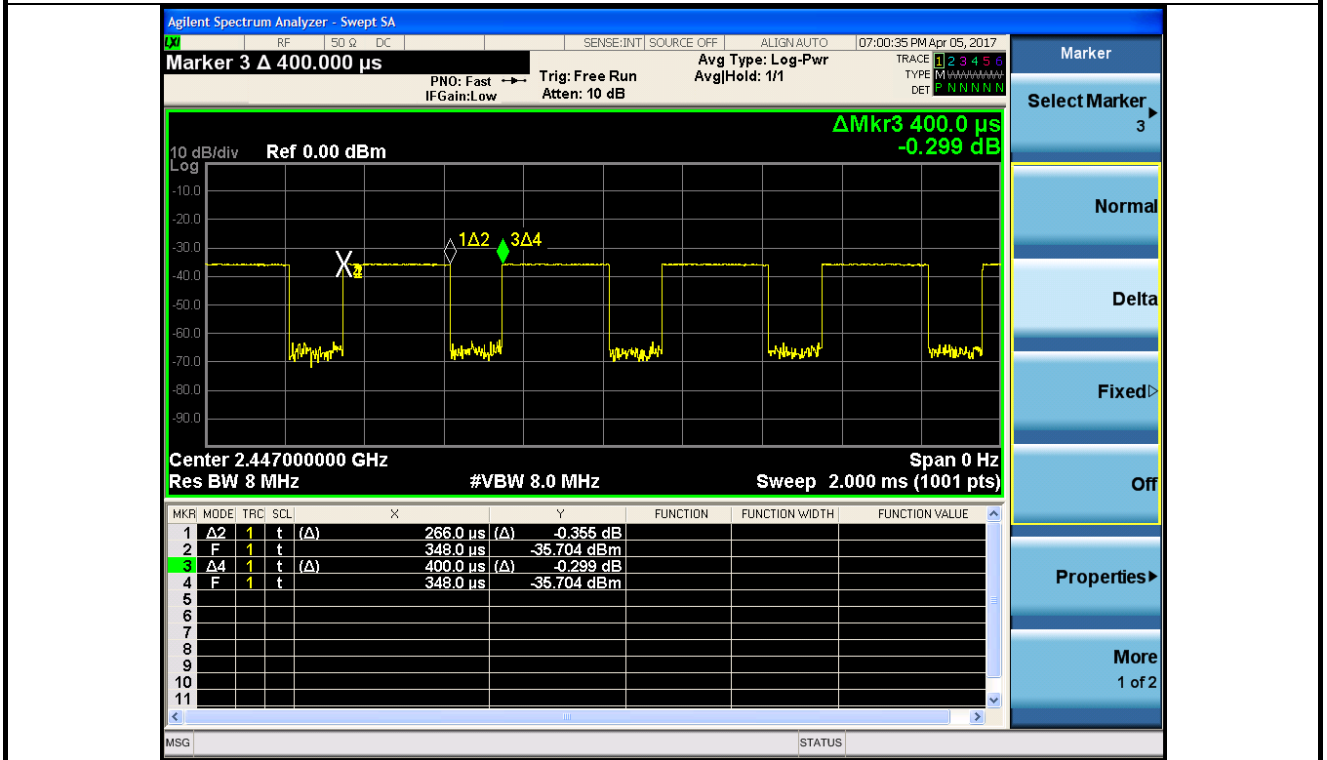 Agilent Spectrum Analyzer - Swept SA
LXI RF 50 Ω DC SENSE:INT SOURCE OFF ALIGN AUTO 07:00:35 PM Apr 05, 2017
Marker 3 Δ 400.000 µs
PNO: Fast
IFGain:Low
Trig: Free Run
Atten: 10 dB
Avg Type: Log-Pwr
Avg|Hold: 1/1
TRACE 1 2 3 4 5 6
TYPE M
DET P N N N N N
ΔMkr3 400.0 µs
-0.299 dB
10 dB/div Ref 0.00 dBm
Log
-10.0
-20.0
-30.0
-40.0
-50.0
-60.0
-70.0
-80.0
-90.0
1Δ2 3Δ4
Center 2.447000000 GHz Span 0 Hz
Res BW 8 MHz #VBW 8.0 MHz Sweep 2.000 ms (1001 pts)
MKR MODE TRC SCL X Y FUNCTION FUNCTION WIDTH FUNCTION VALUE
1 Δ2 1 t (Δ) 266.0 µs (Δ) -0.355 dB
2 F 1 t 348.0 µs -35.704 dBm
3 Δ4 1 t (Δ) 400.0 µs (Δ) -0.299 dB
4 F 1 t 348.0 µs -35.704 dBm
5
6
7
8
9
10
11
MSG STATUS
Marker
Select Marker
3
Normal
Delta
Fixed
Off
Properties
More
1 of 2